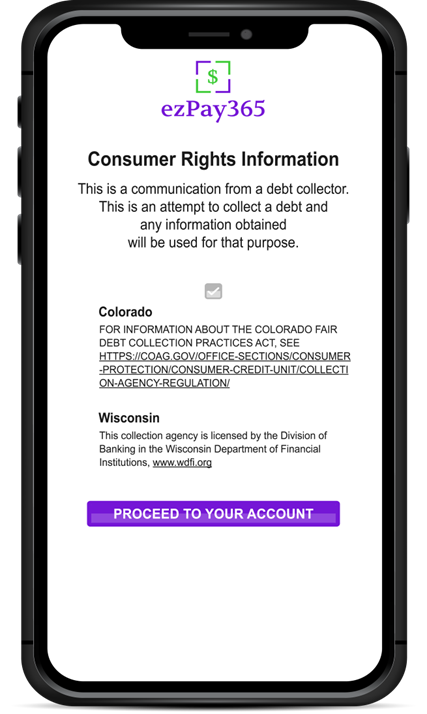 $
ezPay365
Consumer Rights Information
This is a communication from a debt collector.
This is an attempt to collect a debt and
any information obtained
will be used for that purpose.
Colorado
FOR INFORMATION ABOUT THE COLORADO FAIR
DEBT COLLECTION PRACTICES ACT, SEE
HTTPS://COAG.GOV/OFFICE-SECTIONS/CONSUMER
-PROTECTION/CONSUMER-CREDIT-UNIT/COLLECTI
ON-AGENCY-REGULATION/
Wisconsin
This collection agency is licensed by the Division of
Banking in the Wisconsin Department of Financial
Institutions, www.wdfi.org
PROCEED TO YOUR ACCOUNT